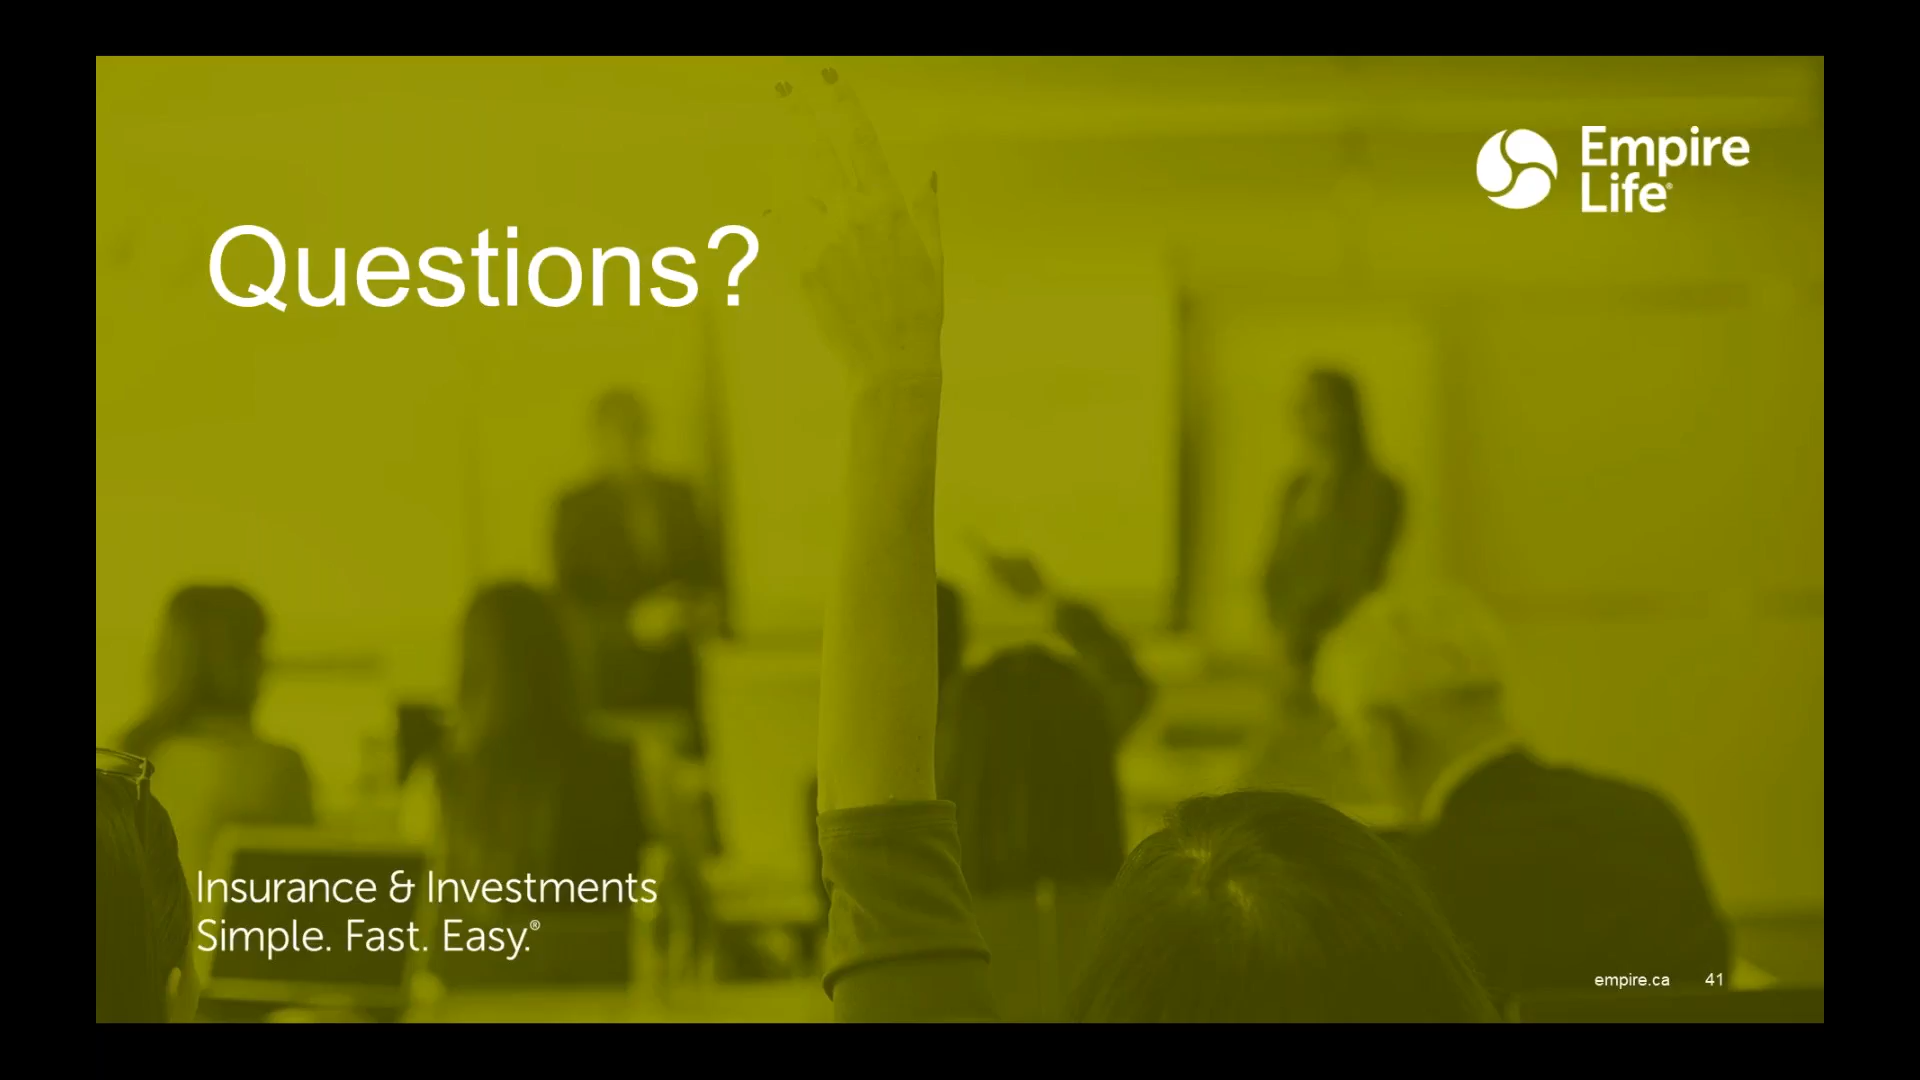 Empire
Life®
Questions?
Insurance & Investments
Simple. Fast. Easy.®
empire.ca 41